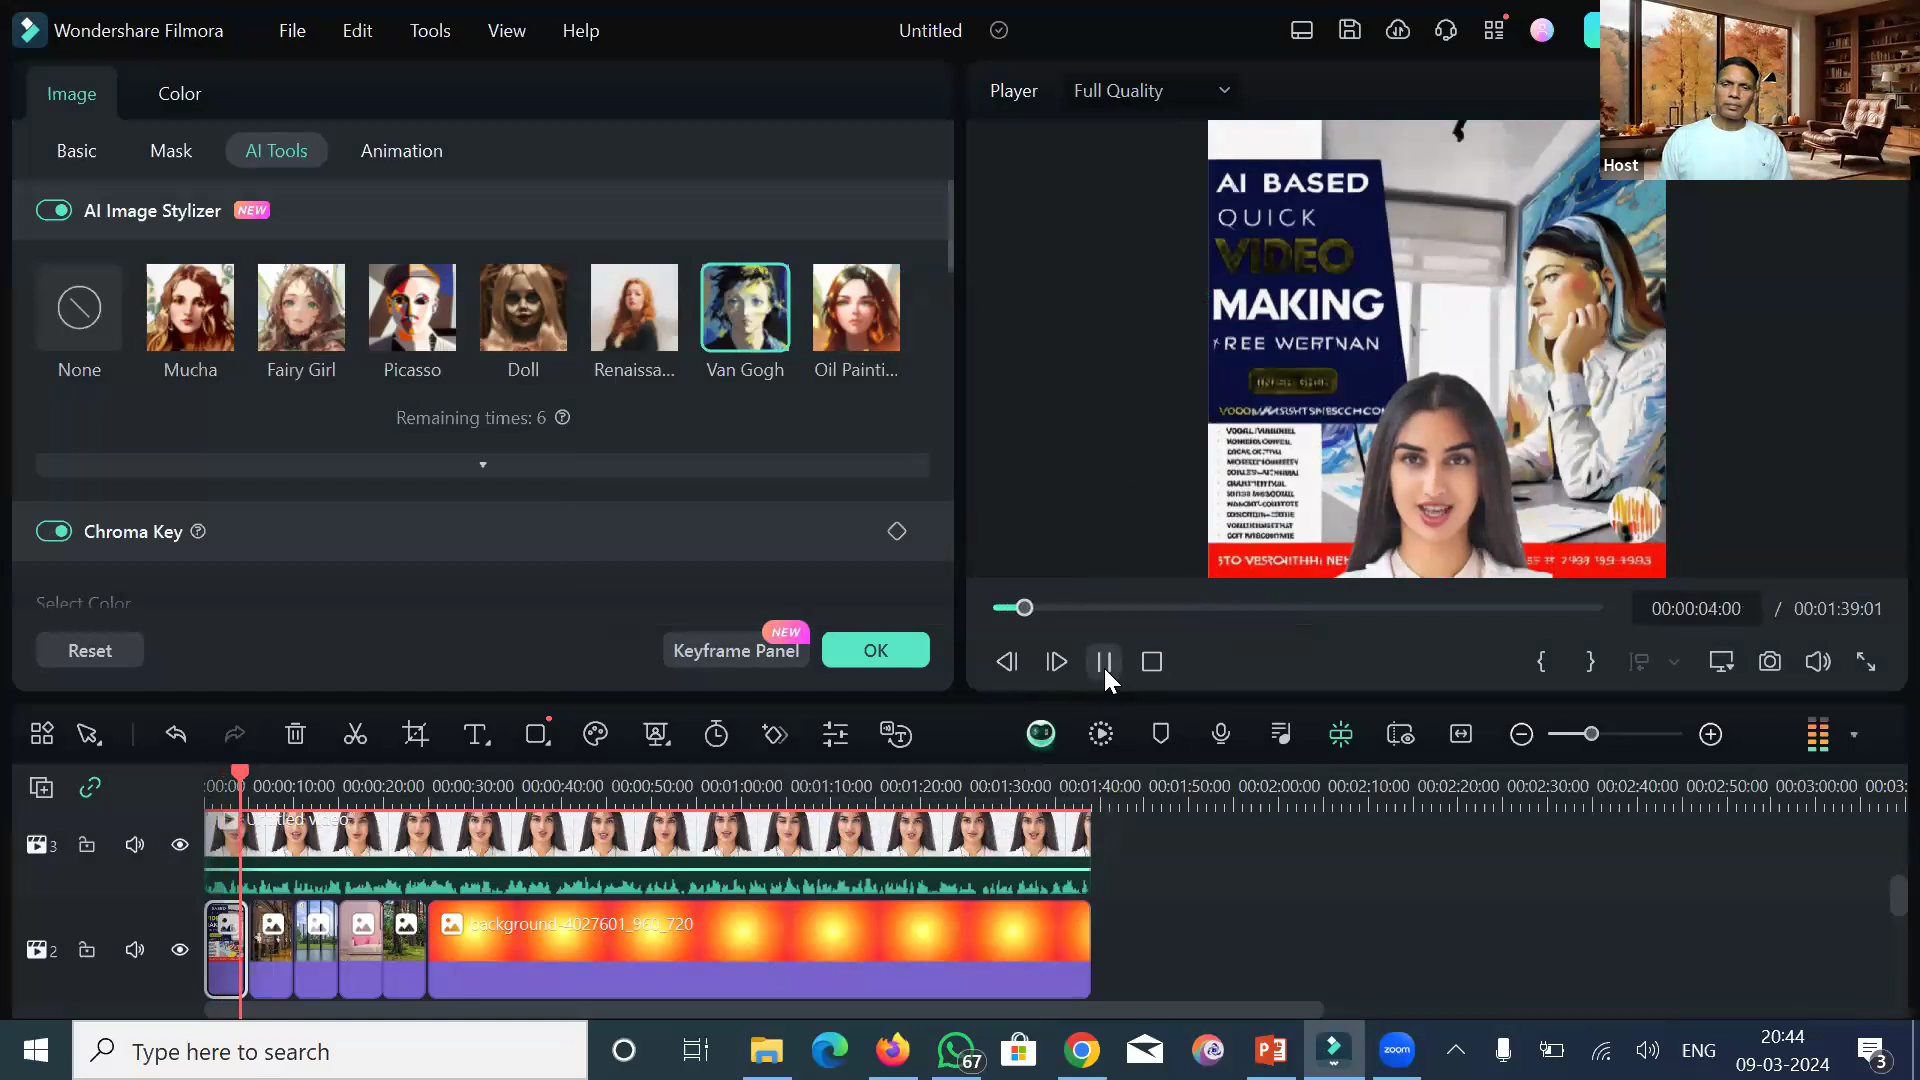 Wondershare Filmora
File
Edit
Tools
View
Help
Untitled
Image
Color
Player
Full Quality
Host
Basic
Mask
AI Tools
Animation
AI Image Stylizer
NEW
None
Mucha
Fairy Girl
Picasso
Doll
Renaissa...
Van Gogh
Oil Painti...
Remaining times: 6
Chroma Key
Select Color
Reset
NEW
Keyframe Panel
OK
AI BASED
QUICK
VIDEO
MAKING
00:00:04:00 / 00:01:39:01
:00:00 00:00:10:00 00:00:20:00 00:00:30:00 00:00:40:00 00:00:50:00 00:01:00:00 00:01:10:00 00:01:20:00 00:01:30:00 00:01:40:00 00:01:50:00 00:02:00:00 00:02:10:00 00:02:20:00 00:02:30:00 00:02:40:00 00:02:50:00 00:03:00:00 00:03:
Untitled video
3
background-4027601_960_720
2
Type here to search
67
zoom
ENG
20:44
09-03-2024
3